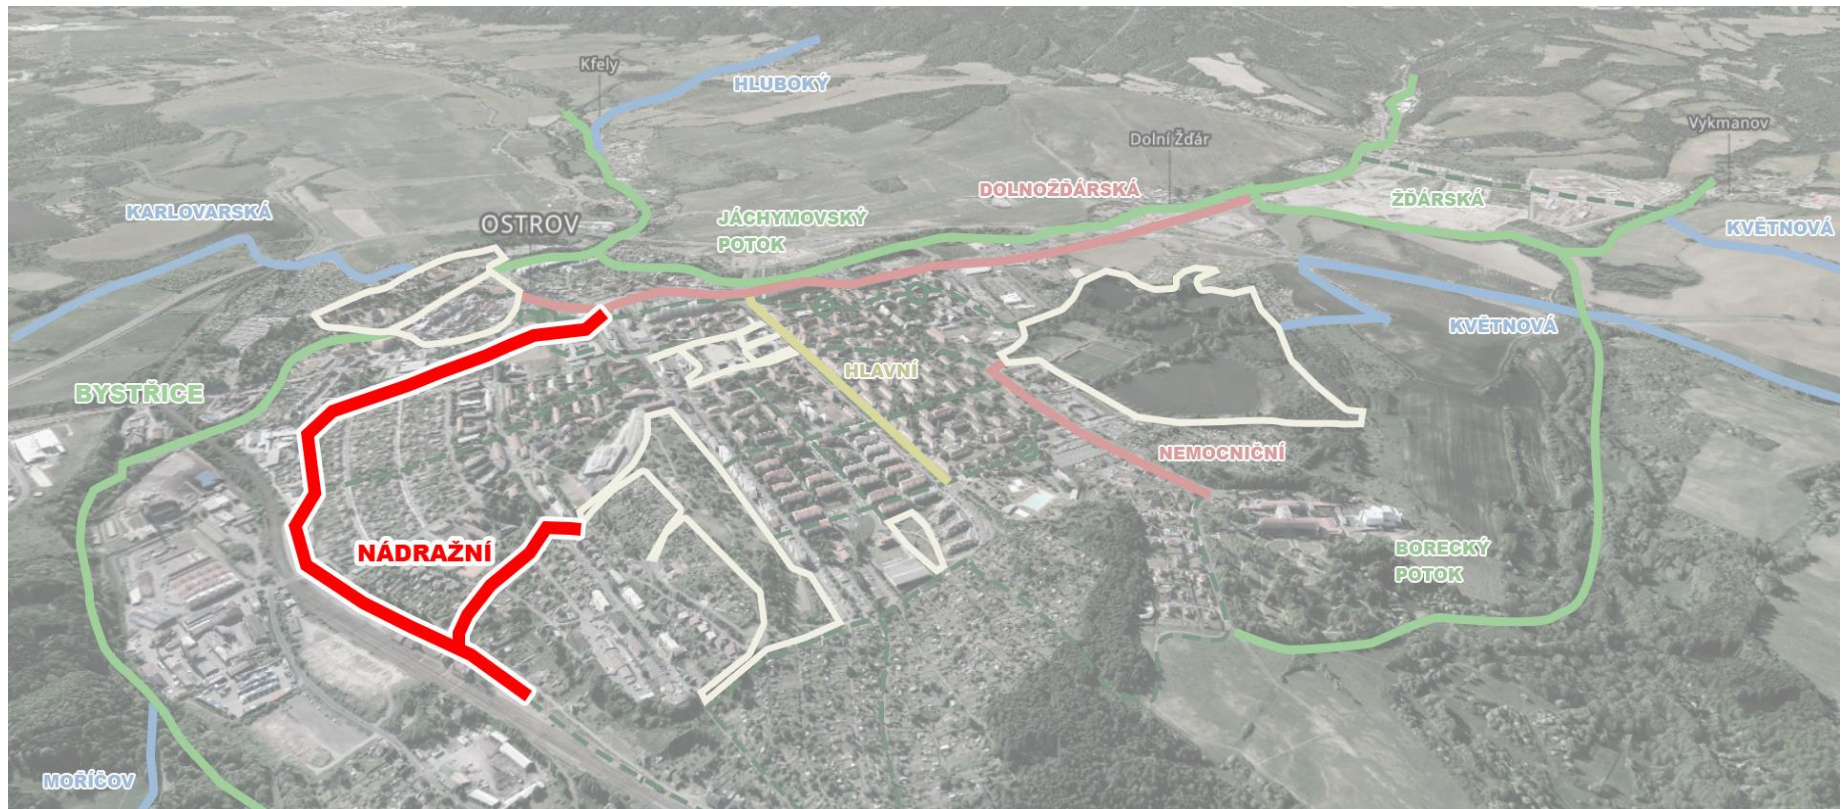 Kfely
HLUBOKÝ
Vykmanov
Dolní Žďár
DOLNOŽĎÁRSKÁ
ŽĎÁRSKÁ
KARLOVARSKÁ
OSTROV
JÁCHYMOVSKÝ
POTOK
KVĚTNOVÁ
KVĚTNOVÁ
HLAVNÍ
BYSTŘICE
NEMOCNIČNÍ
NÁDRAŽNÍ
BORECKÝ
POTOK
MOŘÍČOV